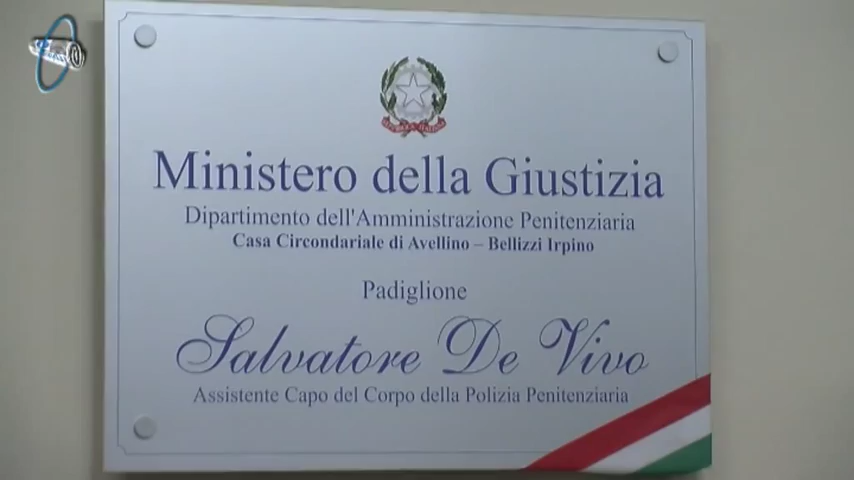 Ministero della Giustizia
Dipartimento dell'Amministrazione Penitenziaria
Casa Circondariale di Avellino – Bellizzi Irpino
Padiglione
Salvatore De Vivo
Assistente Capo del Corpo della Polizia Penitenziaria